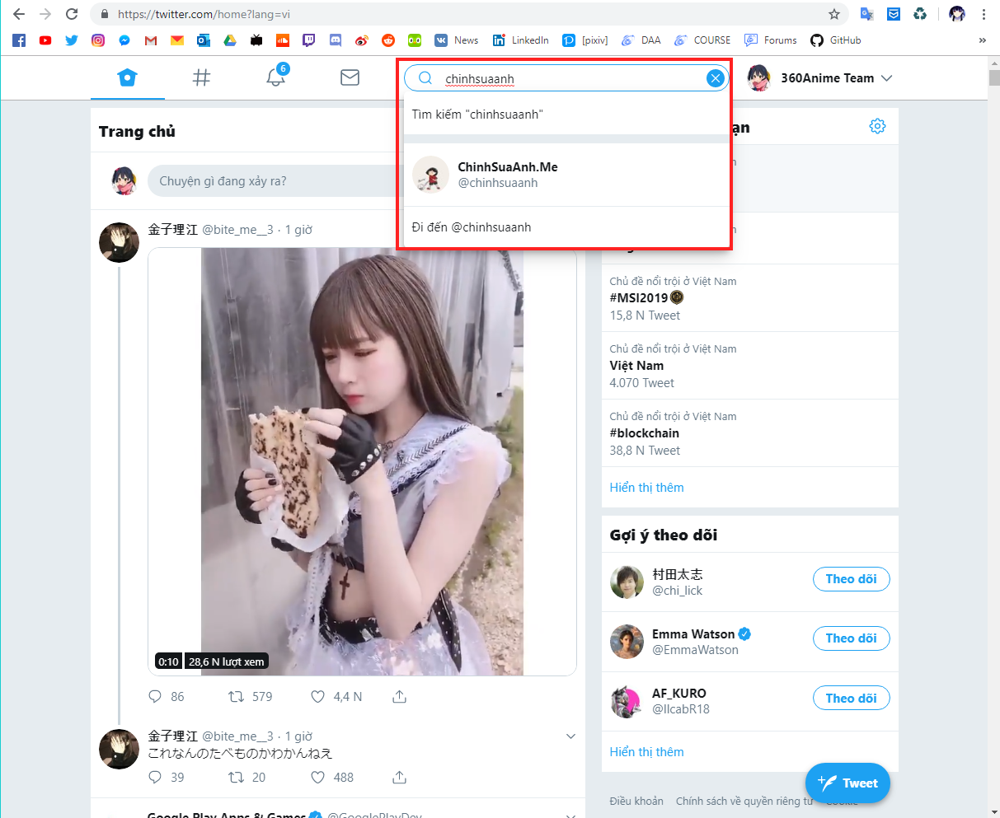 https://twitter.com/home?lang=vi
News
LinkedIn
[pixiv]
DAA
COURSE
Forums
GitHub
»
6
chinhsuaanh
360Anime Team
Tìm kiếm "chinhsuaanh"
ChinhSuaAnh.Me
@chinhsuaanh
Đi đến @chinhsuaanh
Trang chủ
Chuyện gì đang xảy ra?
金子理江 @bite_me__3 · 1 giờ
0:10 28,6 N lượt xem
86 579 4,4 N
金子理江 @bite_me__3 · 1 giờ
これなんのたべものかわかんねえ
39 20 488
Google Play Apps & Games @GooglePlayDev
ạn
Chủ đề nổi trội ở Việt Nam
#MSI2019
15,8 N Tweet
Chủ đề nổi trội ở Việt Nam
Việt Nam
4.070 Tweet
Chủ đề nổi trội ở Việt Nam
#blockchain
38,8 N Tweet
Hiển thị thêm
Gợi ý theo dõi
村田太志
@chi_lick
Theo dõi
Emma Watson
@EmmaWatson
Theo dõi
AF_KURO
@IlcabR18
Theo dõi
Hiển thị thêm
Tweet
Điều khoản Chính sách về quyền riêng tư Cookie